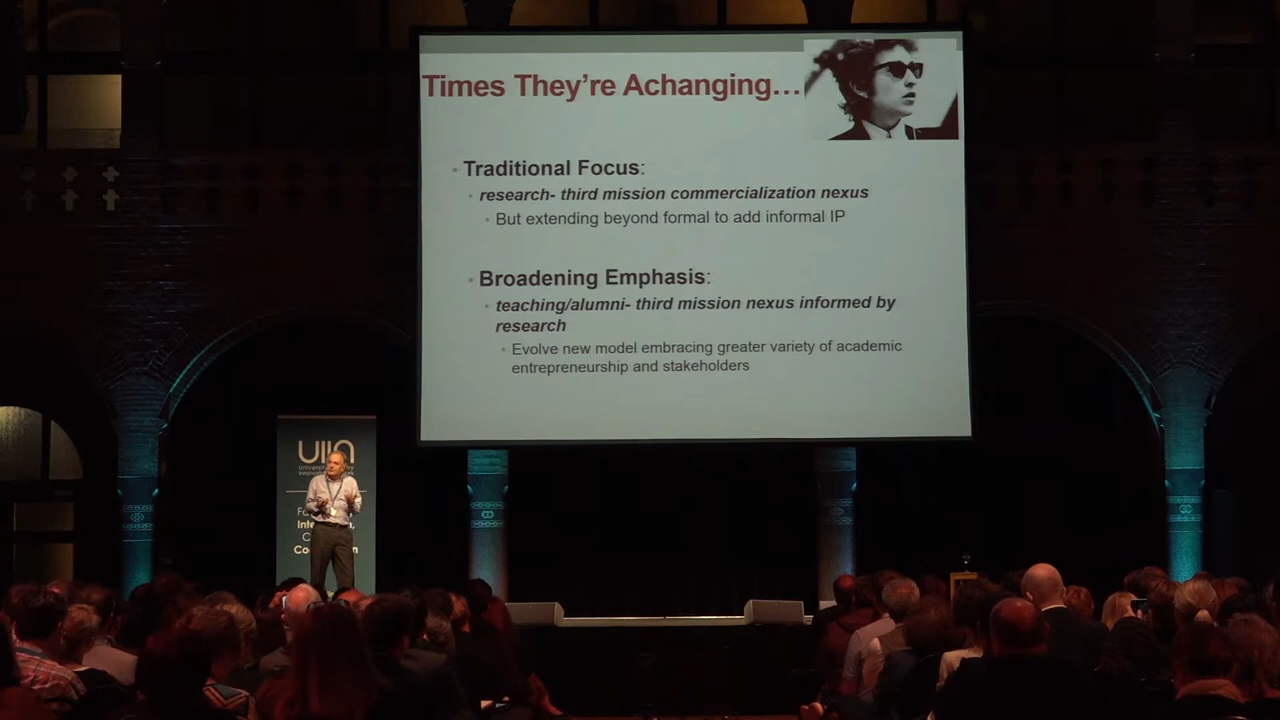 Times They're Achanging…
Traditional Focus:
research- third mission commercialization nexus
But extending beyond formal to add informal IP
Broadening Emphasis:
teaching/alumni- third mission nexus informed by
research
Evolve new model embracing greater variety of academic
entrepreneurship and stakeholders
UIIN